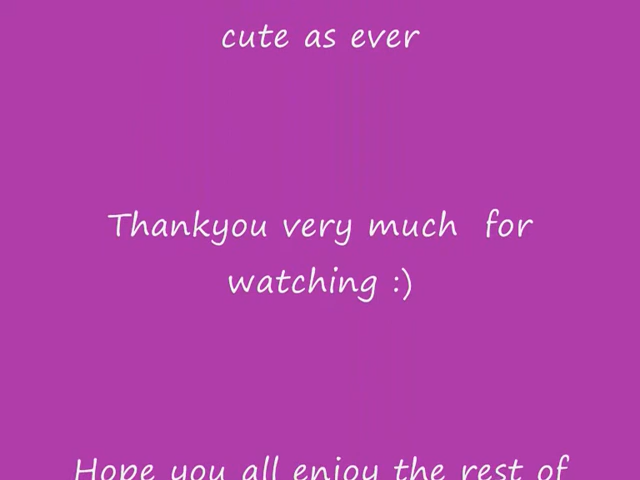 cute as ever
Thankyou very much for
watching :)
Hope you all enjoy the rest of